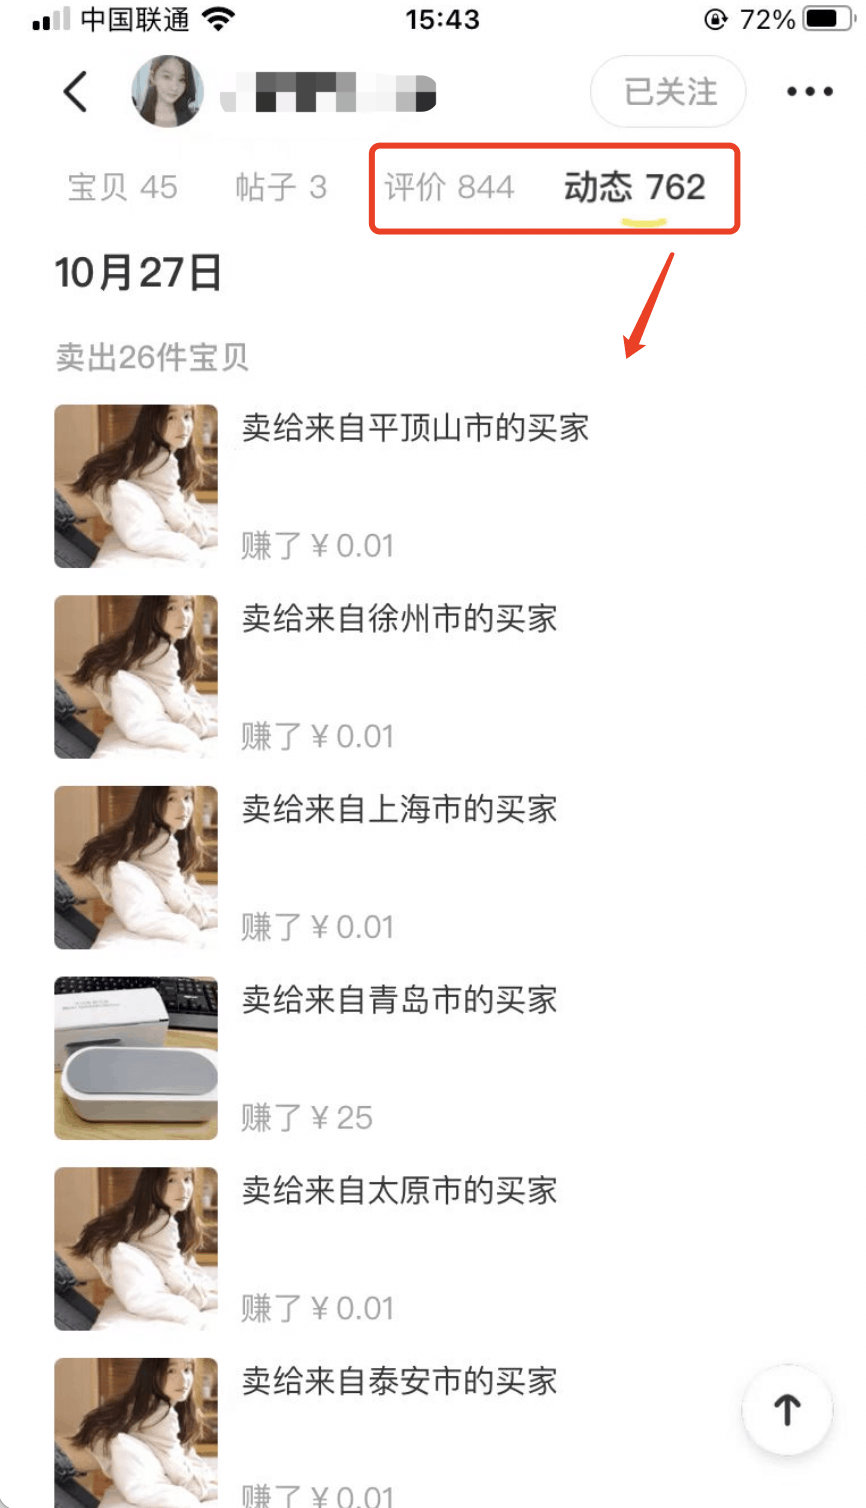 中国联通 15:43 72%
已关注
宝贝 45 帖子 3 评价 844 动态 762
10月27日
卖出26件宝贝
卖给来自平顶山市的买家
赚了 ¥ 0.01
卖给来自徐州市的买家
赚了 ¥ 0.01
卖给来自上海市的买家
赚了 ¥ 0.01
卖给来自青岛市的买家
赚了 ¥ 25
卖给来自太原市的买家
赚了 ¥ 0.01
卖给来自泰安市的买家
赚了 ¥ 0.01